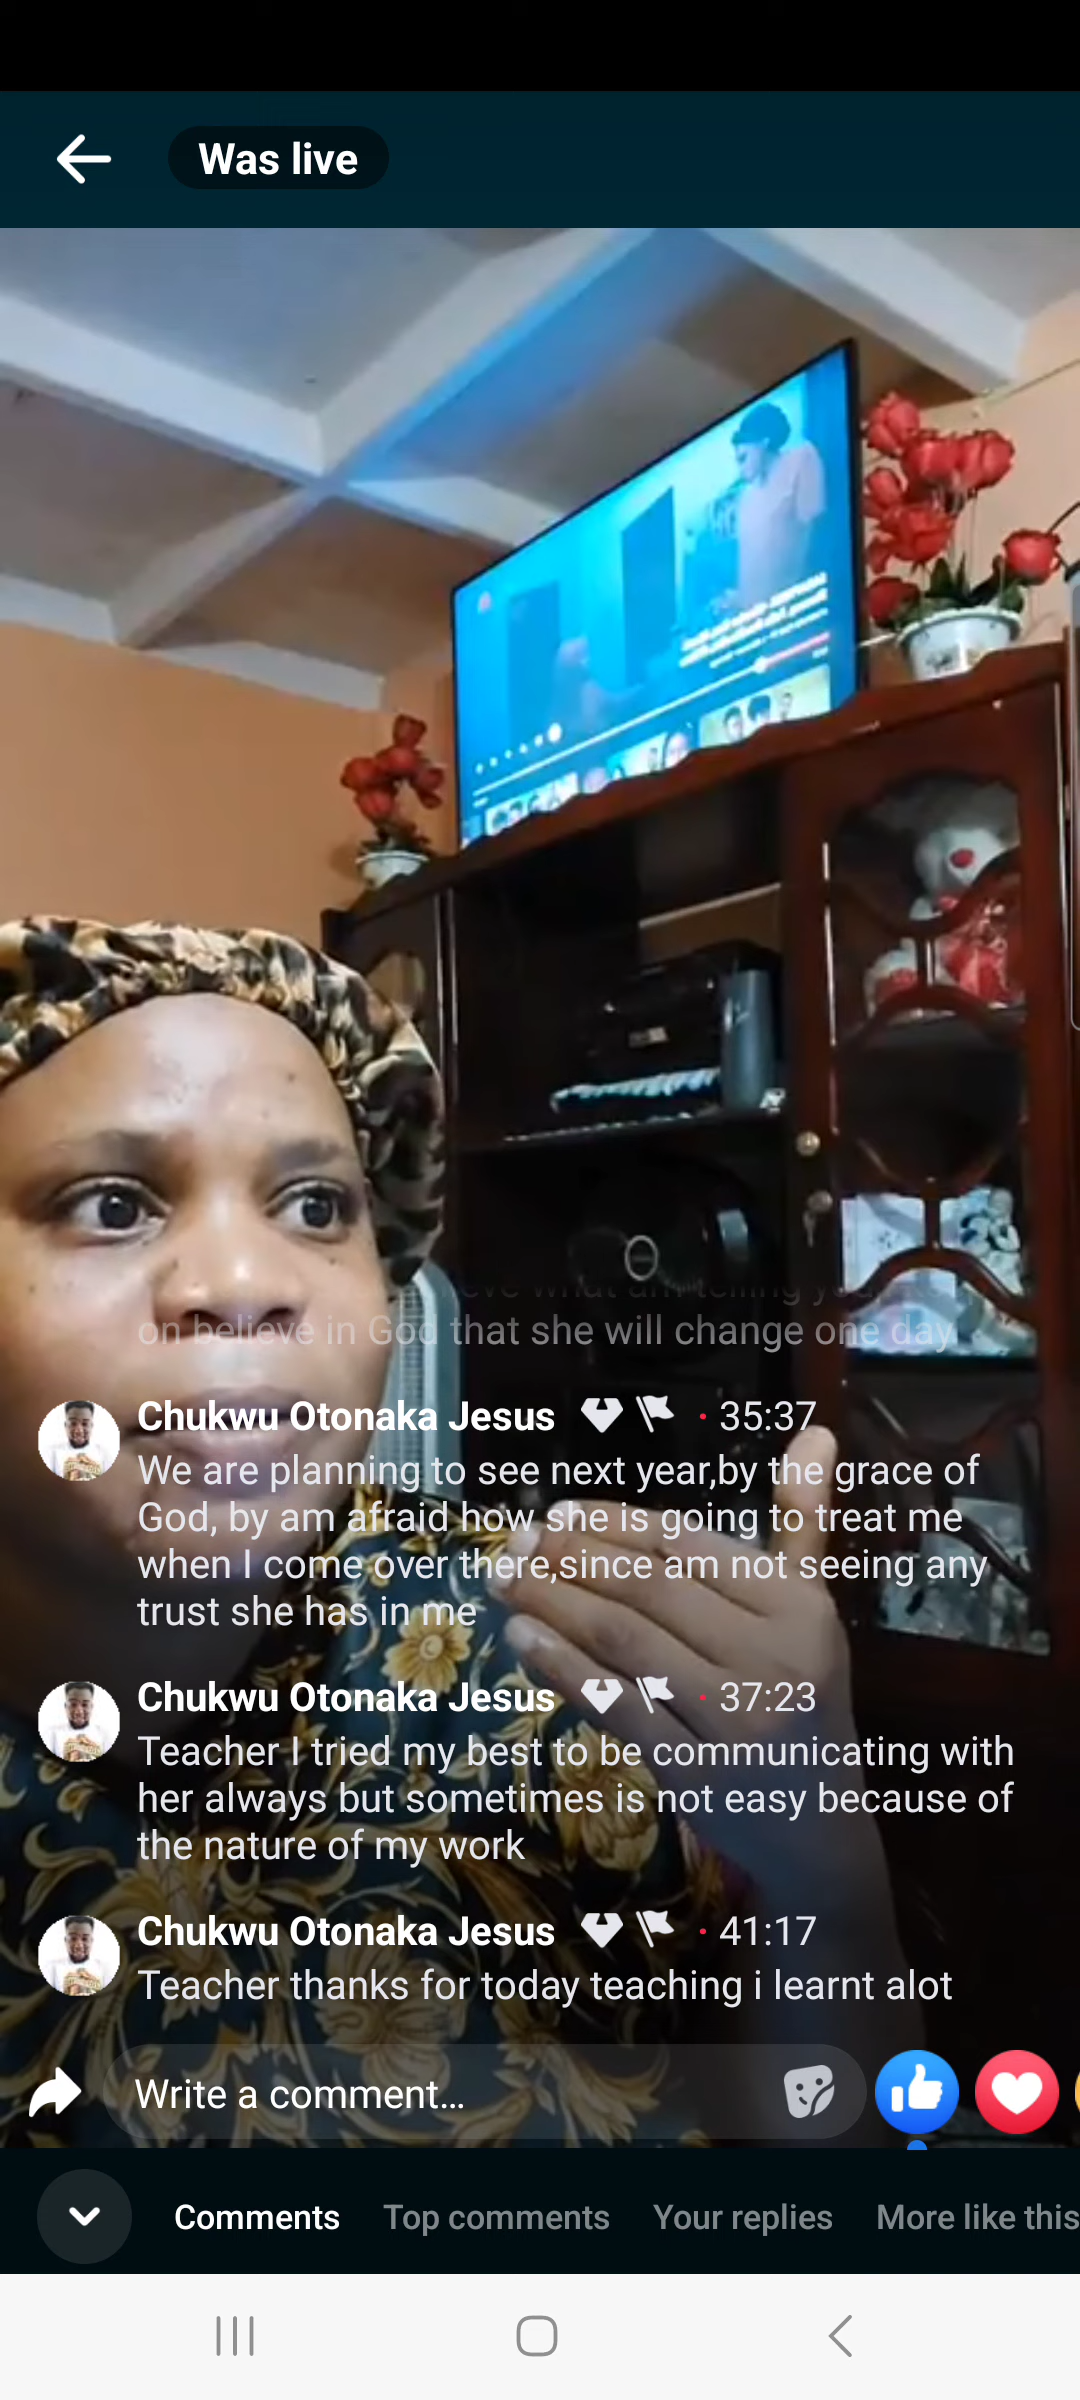 Was live
what am telling
on believe in God that she will change one day
Chukwu Otonaka Jesus · 35:37
We are planning to see next year,by the grace of
God, by am afraid how she is going to treat me
when I come over there,since am not seeing any
trust she has in me
Chukwu Otonaka Jesus · 37:23
Teacher I tried my best to be communicating with
her always but sometimes is not easy because of
the nature of my work
Chukwu Otonaka Jesus · 41:17
Teacher thanks for today teaching i learnt alot
Write a comment...
Comments Top comments Your replies More like this